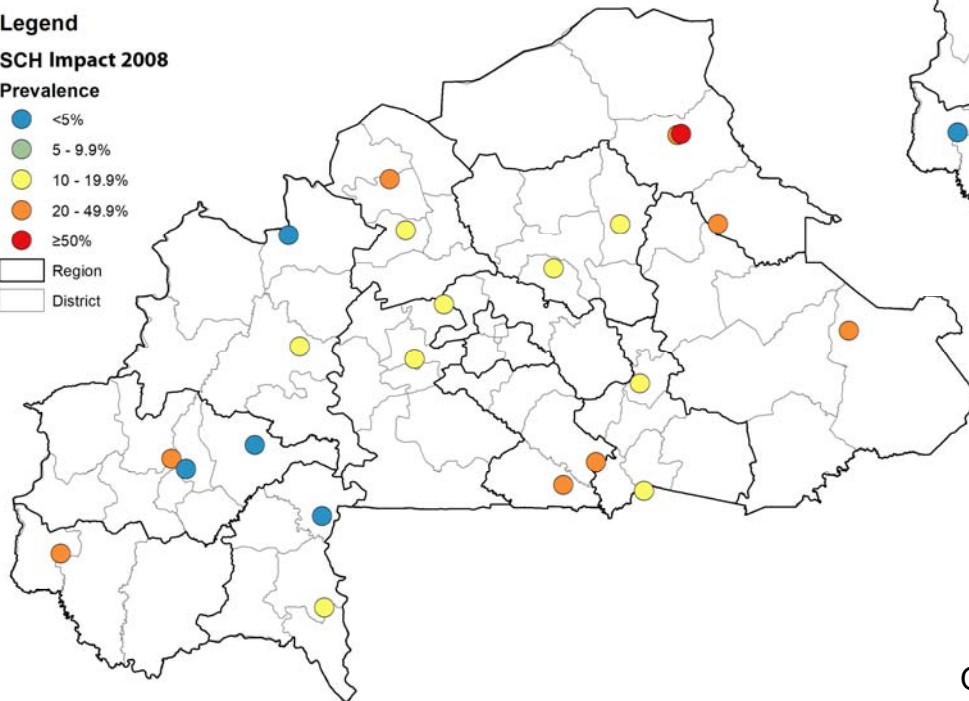 Legend
SCH Impact 2008
Prevalence
<5%
5 - 9.9%
10 - 19.9%
20 - 49.9%
≥50%
Region
District